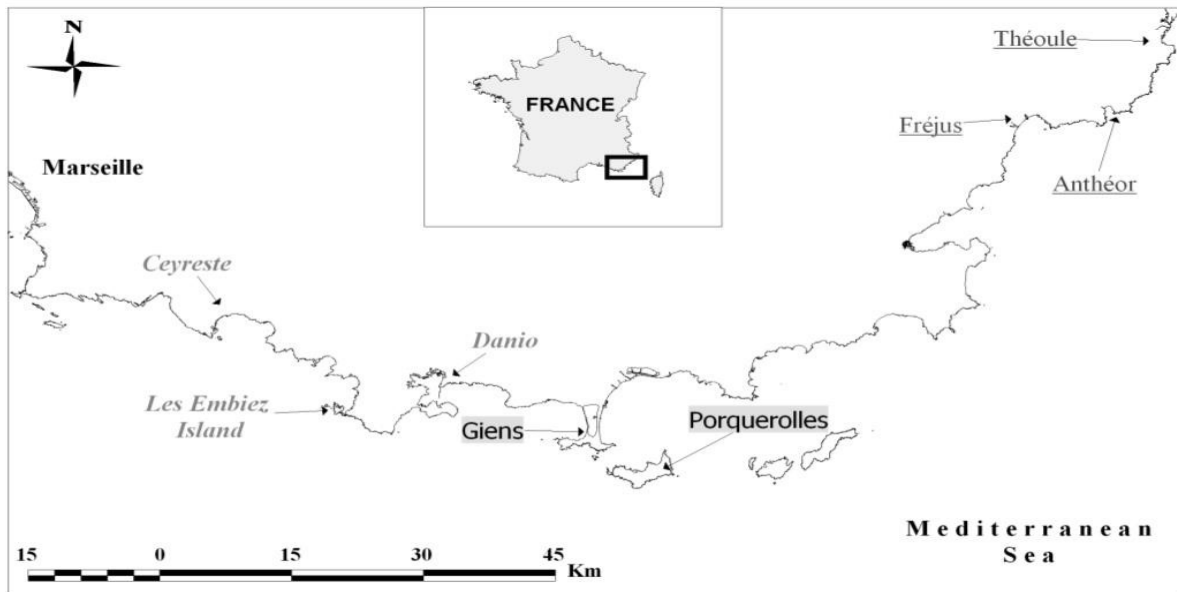 N
FRANCE
Théoule
Fréjus
Anthéor
Marseille
Ceyreste
Danio
Les Embiez
Island
Giens
Porquerolles
Mediterranean
Sea
15 0 15 30 45
Km